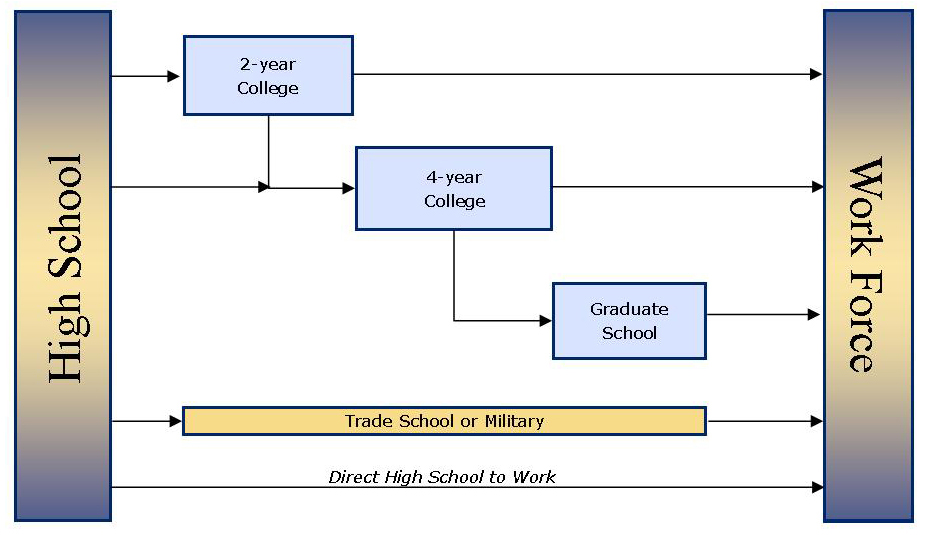 High School
2-year
College
4-year
College
Graduate
School
Trade School or Military
Direct High School to Work
Work Force